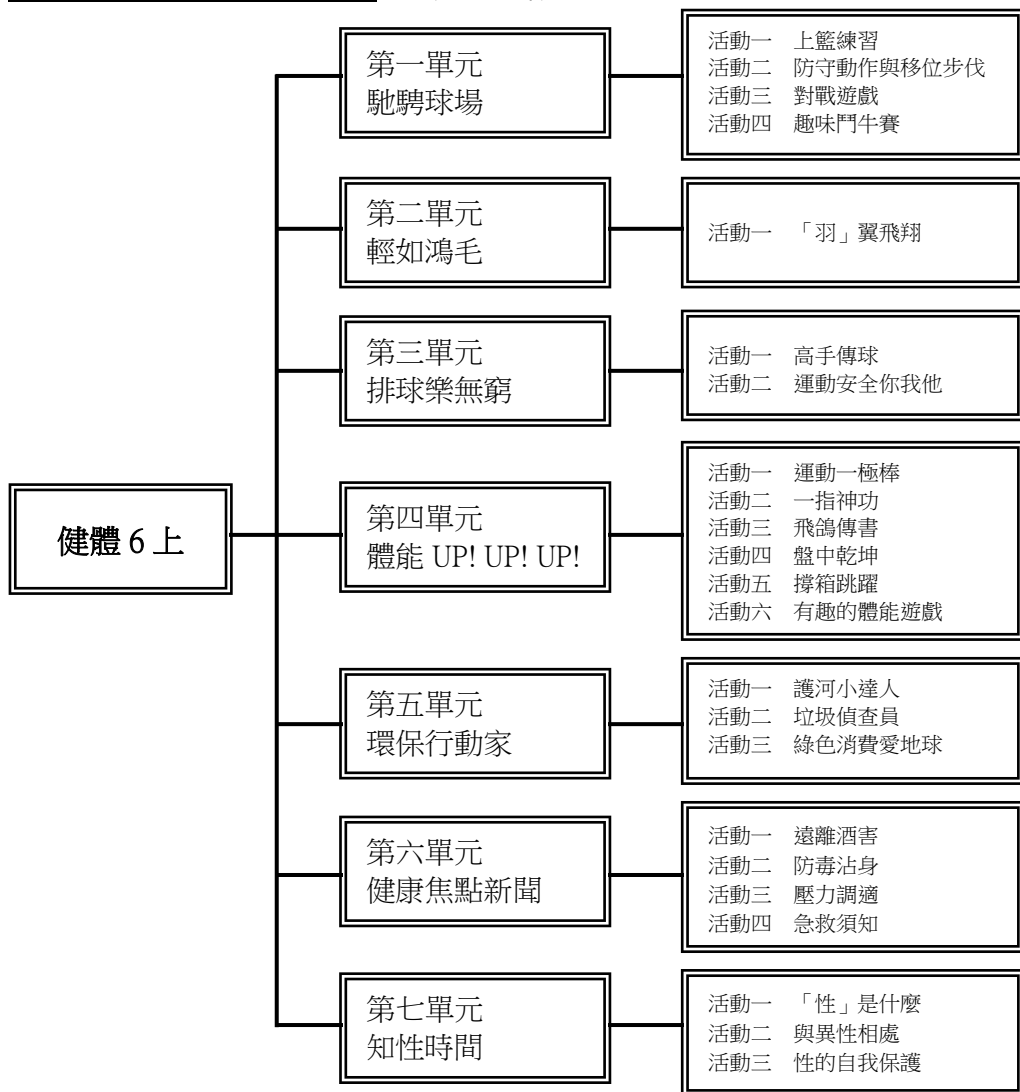 健體 6 上
第一單元
馳騁球場
活動一 上籃練習
活動二 防守動作與移位步伐
活動三 對戰遊戲
活動四 趣味鬥牛賽
第二單元
輕如鴻毛
活動一 「羽」翼飛翔
第三單元
排球樂無窮
活動一 高手傳球
活動二 運動安全你我他
第四單元
體能 UP! UP! UP!
活動一 運動一極棒
活動二 一指神功
活動三 飛鴿傳書
活動四 盤中乾坤
活動五 撐箱跳躍
活動六 有趣的體能遊戲
第五單元
環保行動家
活動一 護河小達人
活動二 垃圾偵查員
活動三 綠色消費愛地球
第六單元
健康焦點新聞
活動一 遠離酒害
活動二 防毒沾身
活動三 壓力調適
活動四 急救須知
第七單元
知性時間
活動一 「性」是什麼
活動二 與異性相處
活動三 性的自我保護